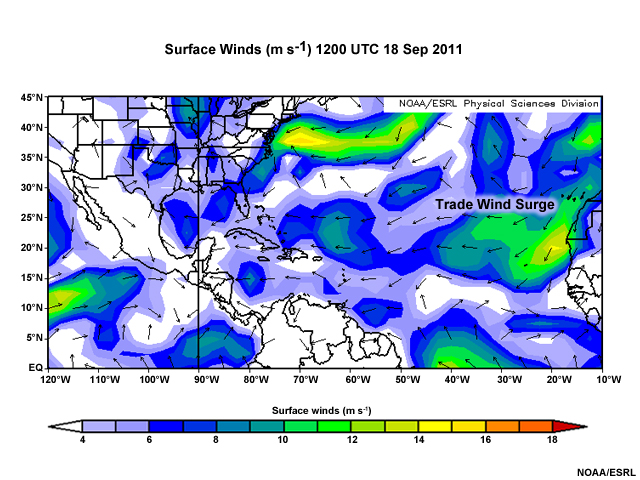 Surface Winds (m s-1) 1200 UTC 18 Sep 2011
NOAA/ESRL Physical Sciences Division
45°N
40°N
35°N
30°N
25°N
20°N
15°N
10°N
5°N
EQ
Trade Wind Surge
120°W 110°W 100°W 90°W 80°W 70°W 60°W 50°W 40°W 30°W 20°W 10°W
Surface winds (m s-1)
4 6 8 10 12 14 16 18
NOAA/ESRL